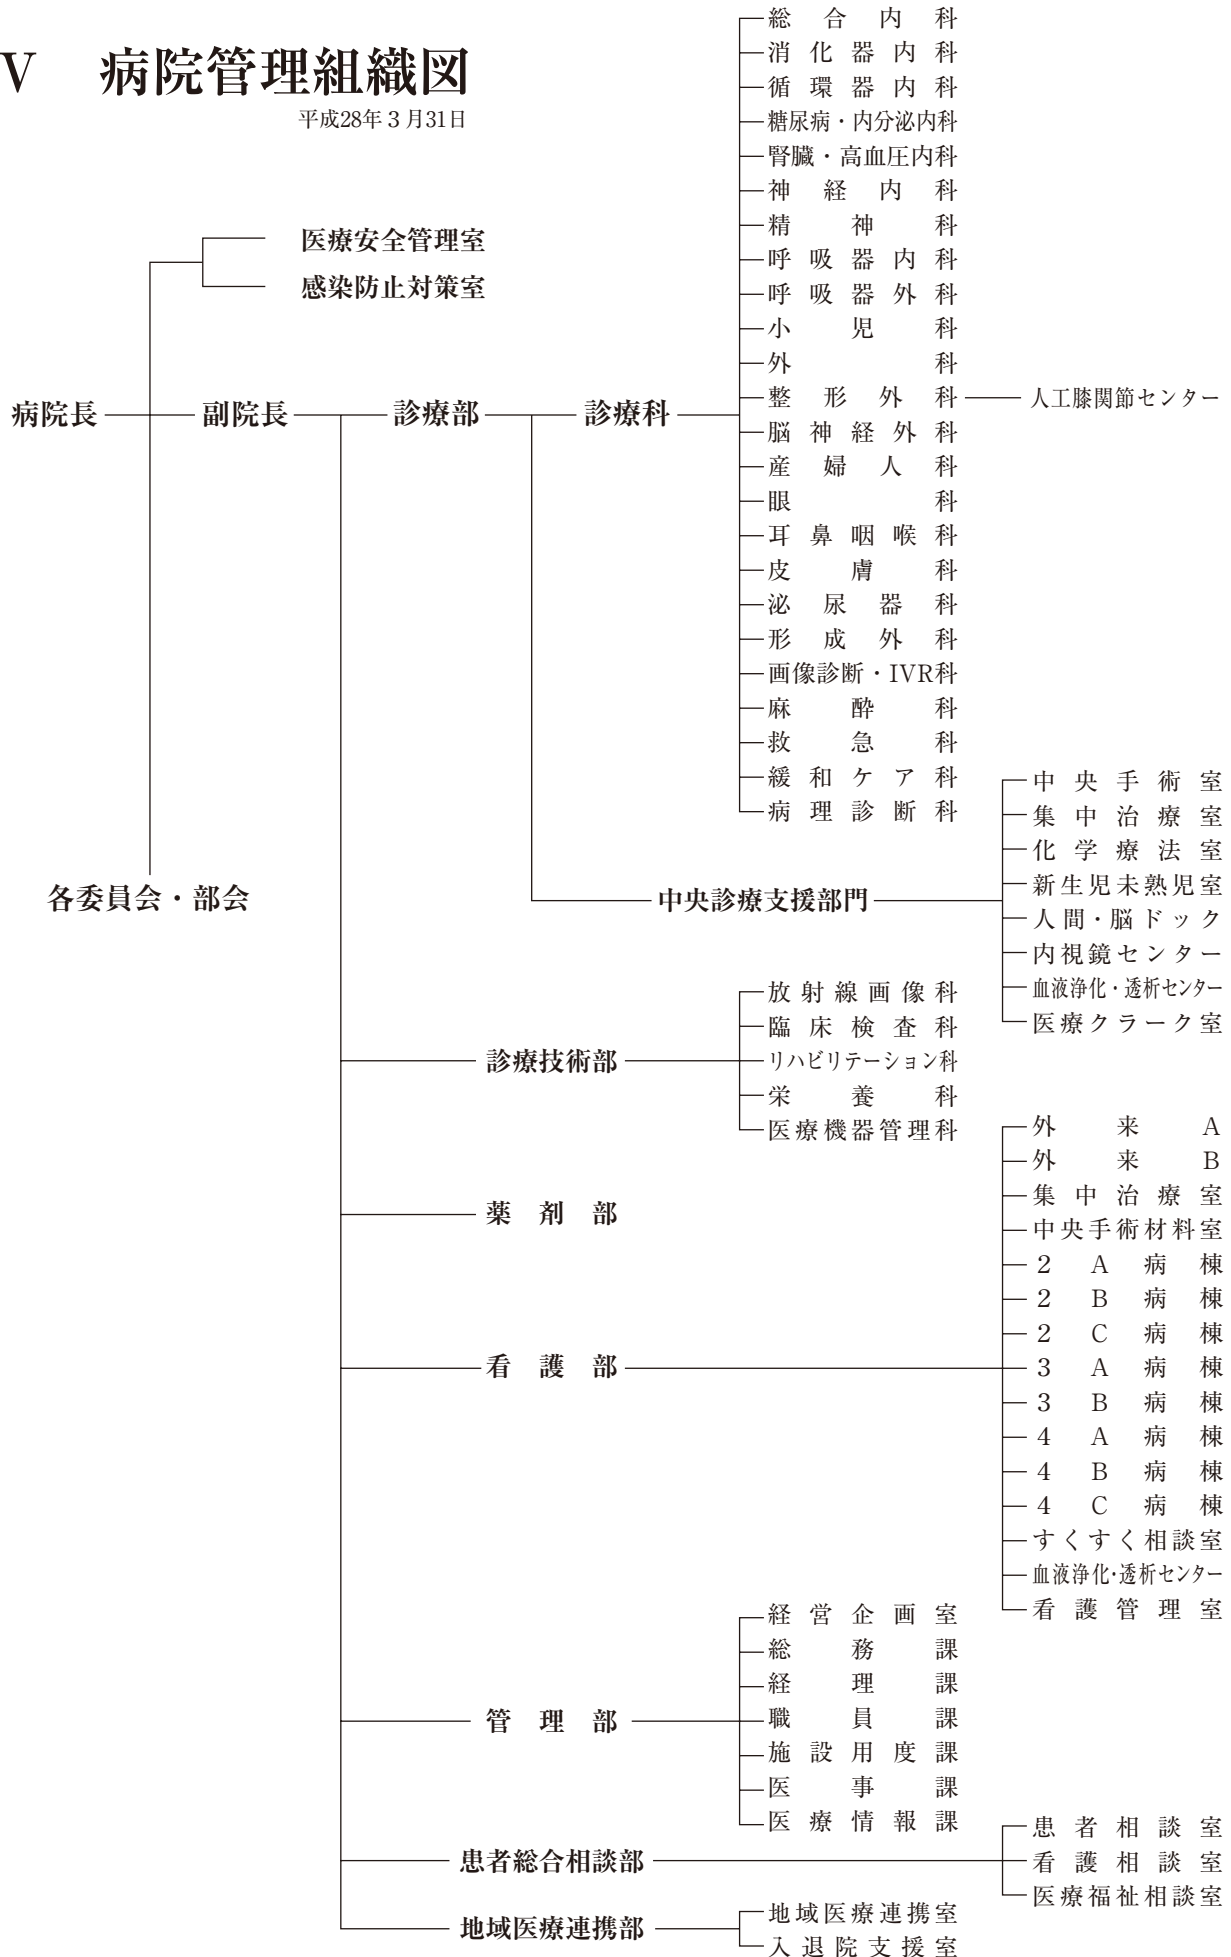 V 病院管理組織図
平成28年3月31日
医療安全管理室
感染防止対策室
病院長
副院長
診療部
診療科
各委員会・部会
総合内科
消化器内科
循環器内科
糖尿病・内分泌内科
腎臓・高血圧内科
神経内科
精神科
呼吸器内科
呼吸器外科
小児科
外科
整形外科
人工膝関節センター
脳神経外科
産婦人科
眼科
耳鼻咽喉科
皮膚科
泌尿器科
形成外科
画像診断・IVR科
麻酔科
救急科
緩和ケア科
病理診断科
中央診療支援部門
中央手術室
集中治療室
化学療法室
新生児未熟児室
人間・脳ドック
内視鏡センター
血液浄化・透析センター
医療クラーク室
診療技術部
放射線画像科
臨床検査科
リハビリテーション科
栄養科
医療機器管理科
薬剤部
看護部
外来A
外来B
集中治療室
中央手術材料室
2A病棟
2B病棟
2C病棟
3A病棟
3B病棟
4A病棟
4B病棟
4C病棟
すくすく相談室
血液浄化・透析センター
看護管理室
管理部
経営企画室
総務課
経理課
職員課
施設用度課
医事課
医療情報課
患者総合相談部
患者相談室
看護相談室
医療福祉相談室
地域医療連携部
地域医療連携室
入退院支援室